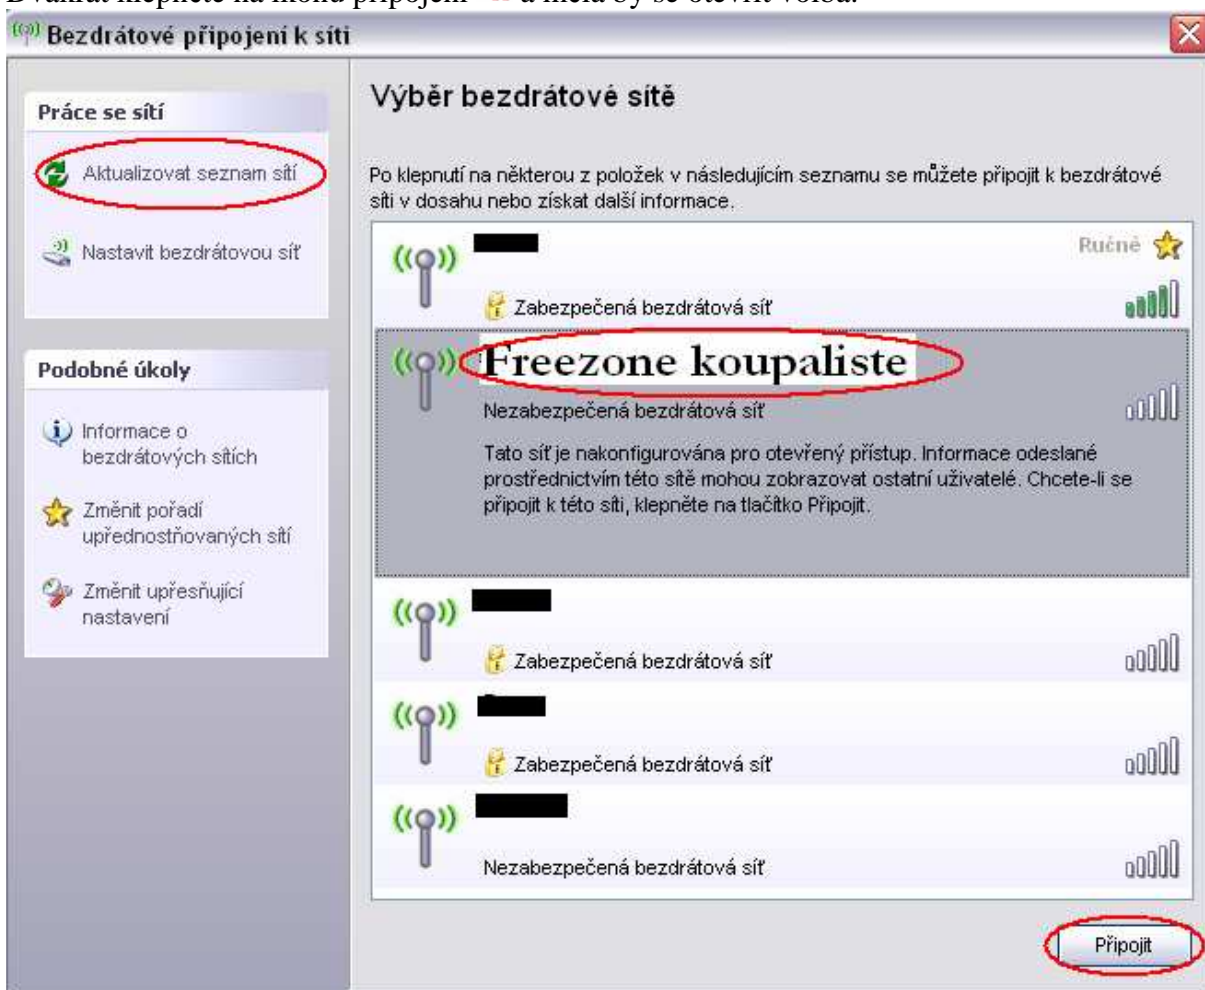 Bezdrátové připojení k síti
Práce se sítí
Aktualizovat seznam sítí
Nastavit bezdrátovou síť
Podobné úkoly
Informace o
bezdrátových sítích
Změnit pořadí
upřednostňovaných sítí
Změnit upřesňující
nastavení
Výběr bezdrátové sítě
Po klepnutí na některou z položek v následujícím seznamu se můžete připojit k bezdrátové
síti v dosahu nebo získat další informace.
Ručně
Zabezpečená bezdrátová síť
Freezone koupaliste
Nezabezpečená bezdrátová síť
Tato síť je nakonfigurována pro otevřený přístup. Informace odeslané
prostřednictvím této sítě mohou zobrazovat ostatní uživatelé. Chcete-li se
připojit k této síti, klepněte na tlačítko Připojit.
Zabezpečená bezdrátová síť
Zabezpečená bezdrátová síť
Nezabezpečená bezdrátová síť
Připojit